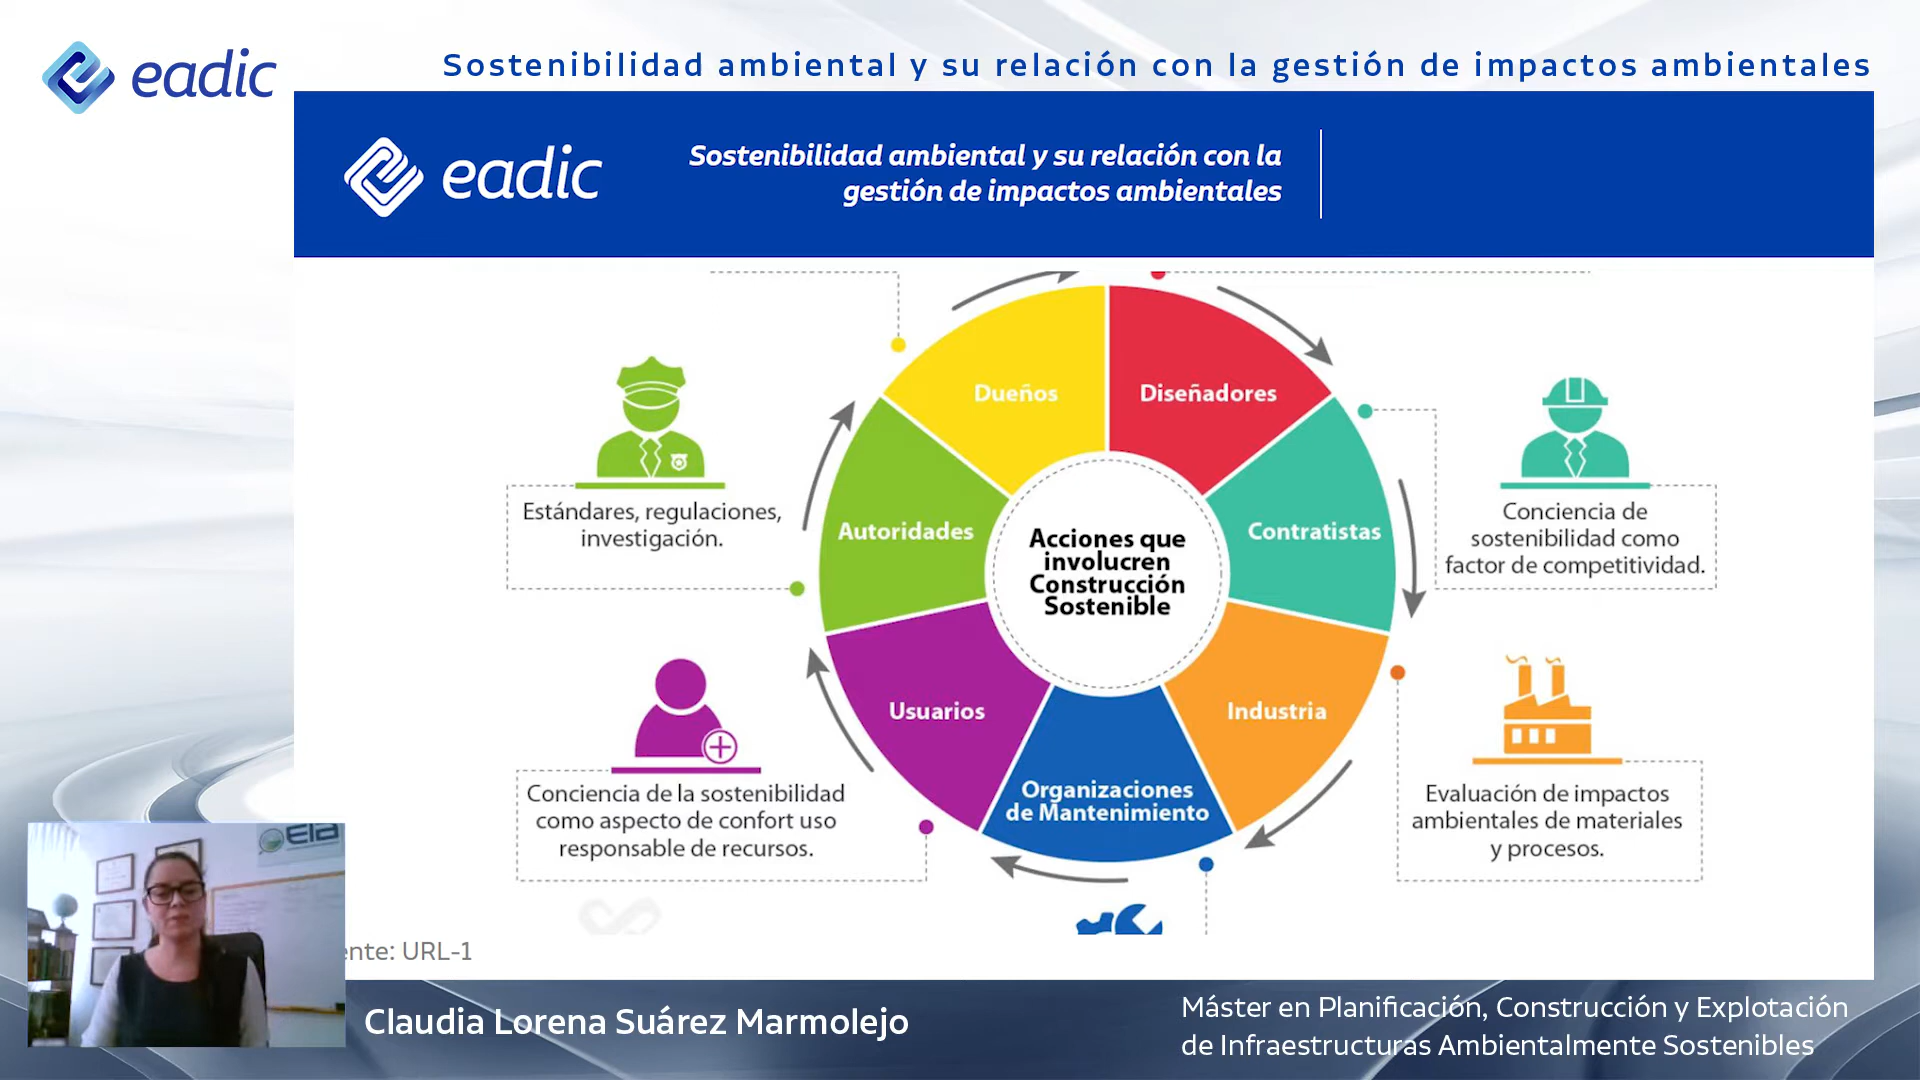 eadic
Sostenibilidad ambiental y su relación con la gestión de impactos ambientales
eadic
Sostenibilidad ambiental y su relación con la
gestión de impactos ambientales
Dueños
Diseñadores
Autoridades
Contratistas
Estándares, regulaciones,
investigación.
Acciones que
involucren
Construcción
Sostenible
Conciencia de
sostenibilidad como
factor de competitividad.
Usuarios
Industria
Organizaciones
de Mantenimiento
Conciencia de la sostenibilidad
como aspecto de confort uso
responsable de recursos.
Evaluación de impactos
ambientales de materiales
y procesos.
eia
ente: URL-1
Claudia Lorena Suárez Marmolejo
Máster en Planificación, Construcción y Explotación
de Infraestructuras Ambientalmente Sostenibles